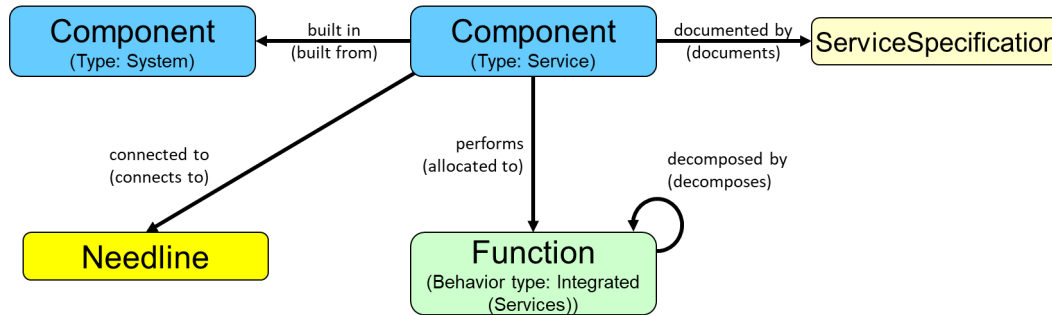 Component
(Type: System)
built in
(built from)
Component
(Type: Service)
documented by
(documents)
ServiceSpecification
connected to
(connects to)
performs
(allocated to)
decomposed by
(decomposes)
Needline
Function
(Behavior type: Integrated
(Services))